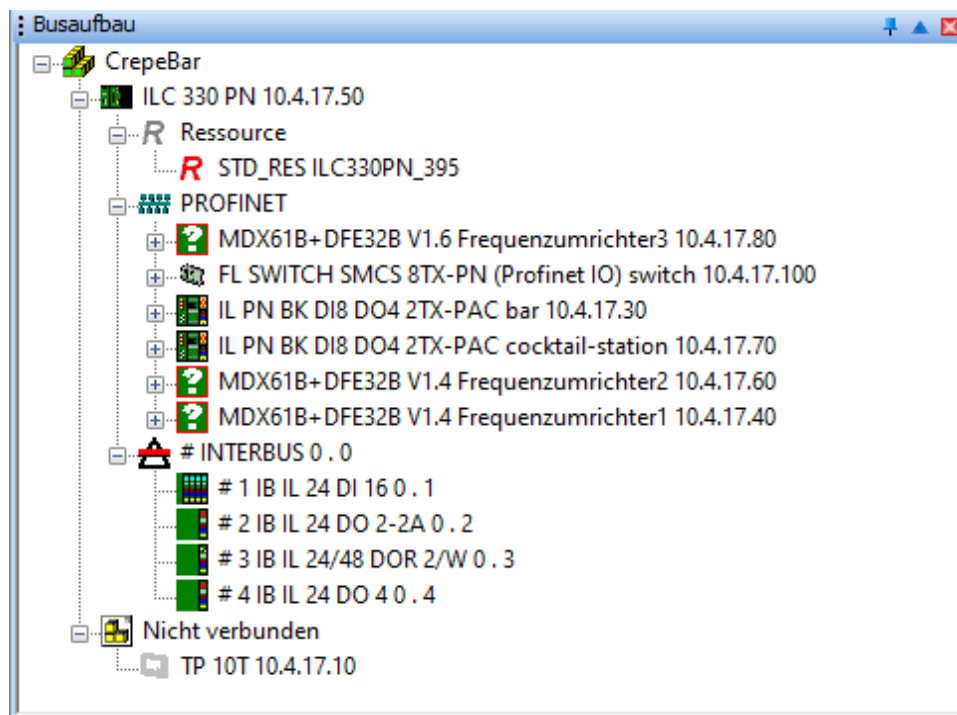 Busaufbau
CrepeBar
ILC 330 PN 10.4.17.50
R Ressource
R STD_RES ILC330PN_395
PROFINET
? MDX61B+DFE32B V1.6 Frequenzumrichter3 10.4.17.80
FL SWITCH SMCS 8TX-PN (Profinet IO) switch 10.4.17.100
IL PN BK DI8 DO4 2TX-PAC bar 10.4.17.30
IL PN BK DI8 DO4 2TX-PAC cocktail-station 10.4.17.70
? MDX61B+DFE32B V1.4 Frequenzumrichter2 10.4.17.60
? MDX61B+DFE32B V1.4 Frequenzumrichter1 10.4.17.40
# INTERBUS 0 . 0
# 1 IB IL 24 DI 16 0 . 1
# 2 IB IL 24 DO 2-2A 0 . 2
# 3 IB IL 24/48 DOR 2/W 0 . 3
# 4 IB IL 24 DO 4 0 . 4
Nicht verbunden
TP 10T 10.4.17.10